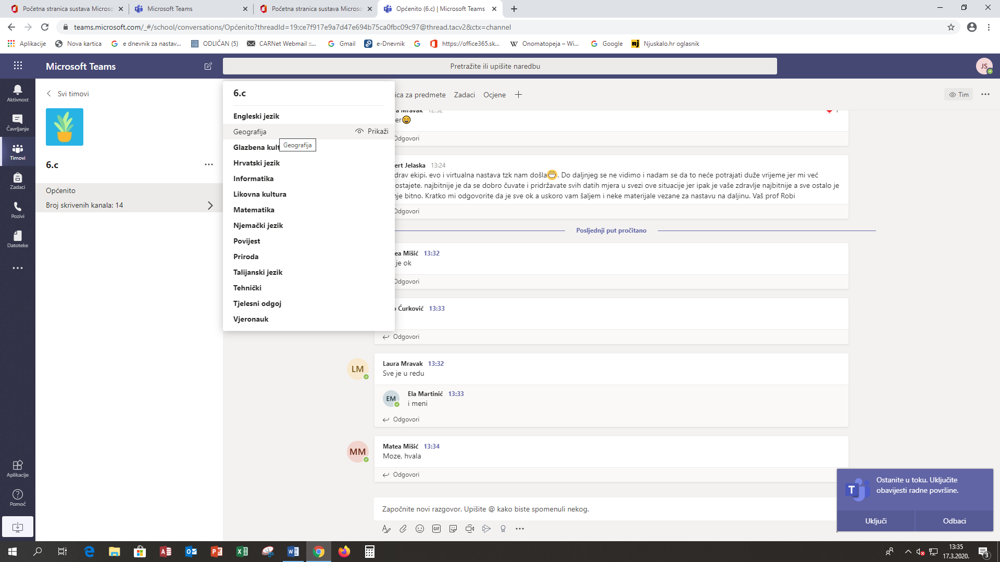 Početna stranica sustava Microso
Microsoft Teams
Početna stranica sustava Microso
Općenito (6.c) | Microsoft Teams
teams.microsoft.com/_#/school/conversations/Općenito?threadId=19:ce7f917e9a7d47e694b75ca0fbc09c97@thread.tacv2&ctx=channel
Aplikacije
Nova kartica
e dnevnik za nastav...
ODLIČAN (5)
CARNet Webmail ::...
Gmail
e-Dnevnik
https://office365.sk...
Onomatopeja – Wi...
Google
Njuskalo.hr oglasnik
Microsoft Teams
Pretražite ili upišite naredbu
JS
Aktivnost
Čavrljanje
Timovi
Zadaci
Pozivi
Datoteke
Aplikacije
Pomoć
Svi timovi
6.c
Općenito
Broj skrivenih kanala: 14
6.c
Engleski jezik
Geografija
Prikaži
Geografija
Glazbena kult
Hrvatski jezik
Informatika
Likovna kultura
Matematika
Njemački jezik
Povijest
Priroda
Talijanski jezik
Tehnički
Tjelesni odgoj
Vjeronauk
ica za predmete
Zadaci
Ocjene
Tim
a Mravak 12:52
er
Odgovori
ert Jelaska 13:24
drav ekipi. evo i virtualna nastava tzk nam došla. Do daljnjeg se ne vidimo i nadam se da to neće potrajati duže vrijeme jer mi već
ostajete. najbitnije je da se dobro čuvate i pridržavate svih datih mjera u svezi ove situacije jer ipak je vaše zdravlje najbitnije a sve ostalo je
nje bitno. Kratko mi odgovorite da je sve ok a uskoro vam šaljem i neke materijale vezane za nastavu na daljinu. Vaš prof Robi
Odgovori
Posljednji put pročitano
ea Mišić 13:32
je ok
Odgovori
o Ćurković 13:33
Odgovori
LM
Laura Mravak 13:32
Sve je u redu
EM
Ela Martinić 13:33
i meni
Odgovori
MM
Matea Mišić 13:34
Moze, hvala
Odgovori
Započnite novi razgovor. Upišite @ kako biste spomenuli nekog.
GIF
Ostanite u toku. Uključite
obavijesti radne površine.
Uključi
Odbaci
13:35
17.3.2020.
3